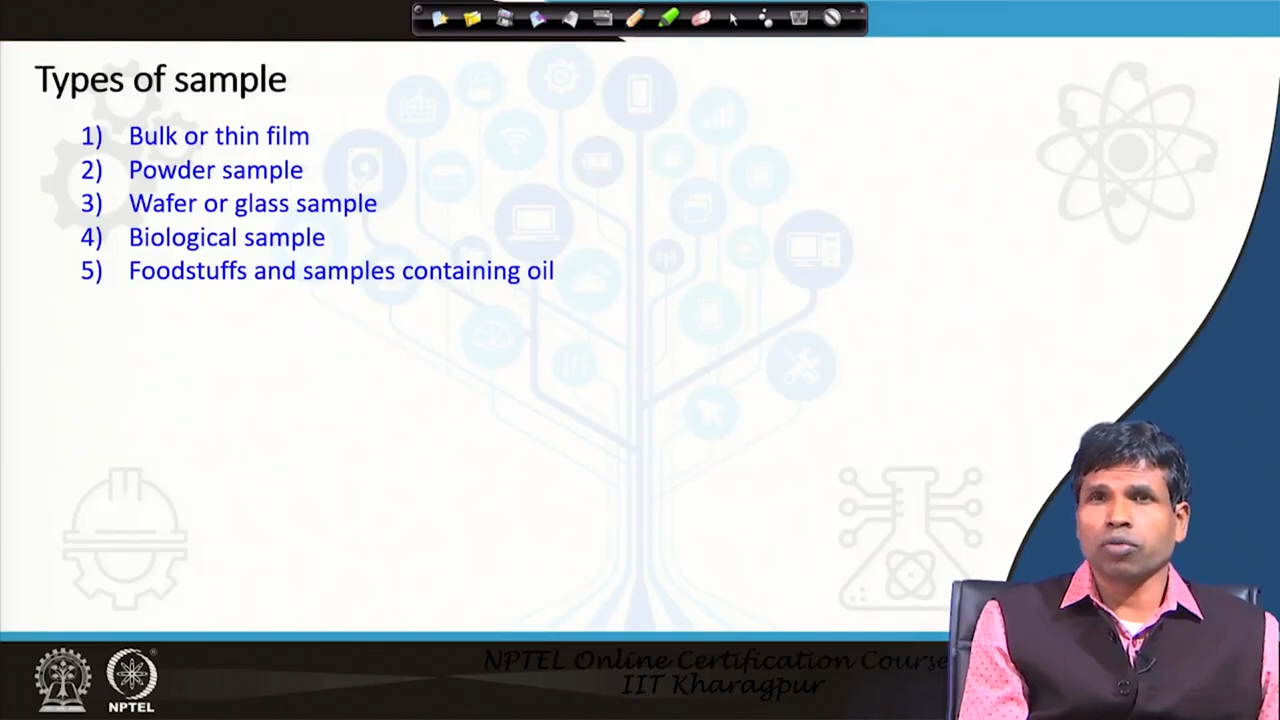 Types of sample
1) Bulk or thin film
2) Powder sample
3) Wafer or glass sample
4) Biological sample
5) Foodstuffs and samples containing oil
NPTEL Online Certification Course
IIT Kharagpur
NPTEL